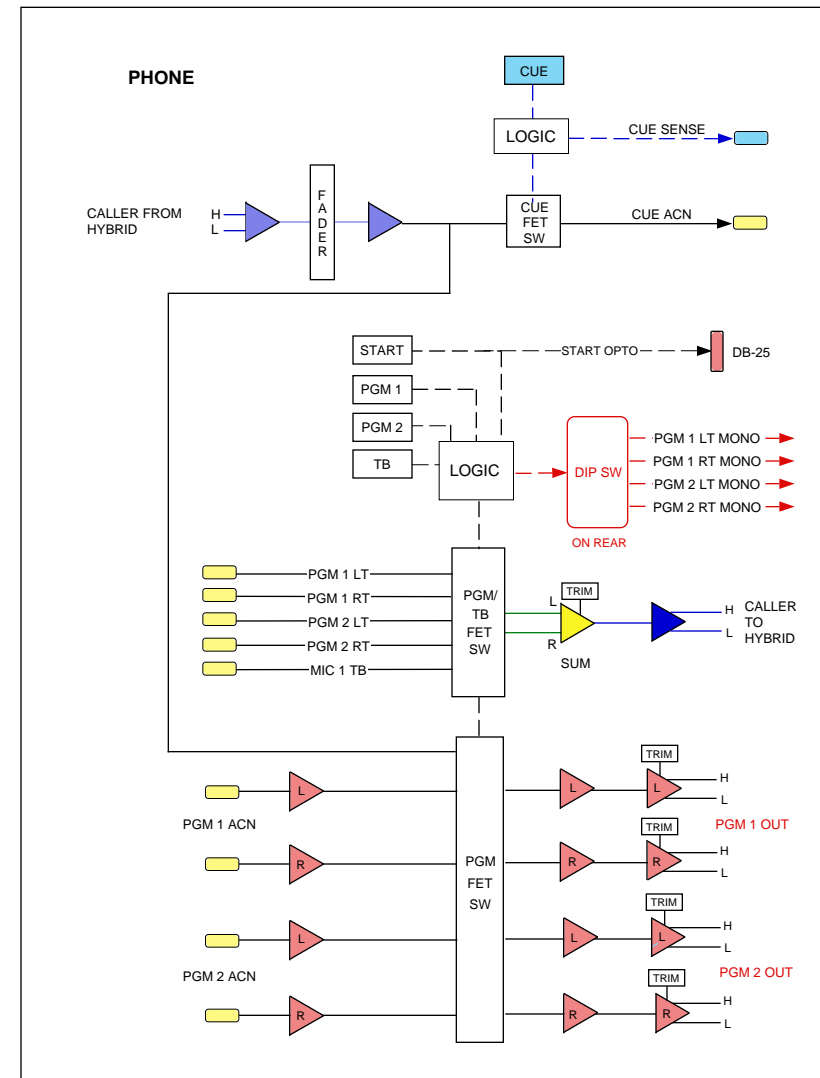 PHONE
CUE
LOGIC
CUE SENSE
CALLER FROM
HYBRID
H
L
FADER
CUE
FET
SW
CUE ACN
START
START OPTO
DB-25
PGM 1
PGM 2
TB
LOGIC
DIP SW
ON REAR
PGM 1 LT MONO
PGM 1 RT MONO
PGM 2 LT MONO
PGM 2 RT MONO
PGM 1 LT
PGM 1 RT
PGM 2 LT
PGM 2 RT
MIC 1 TB
PGM/
TB
FET
SW
L
R
TRIM
SUM
H
L
CALLER
TO
HYBRID
PGM 1 ACN
L
R
PGM 2 ACN
L
R
PGM
FET
SW
L
TRIM
L
H
L
PGM 1 OUT
R
TRIM
R
H
L
L
TRIM
L
H
L
PGM 2 OUT
R
TRIM
R
H
L